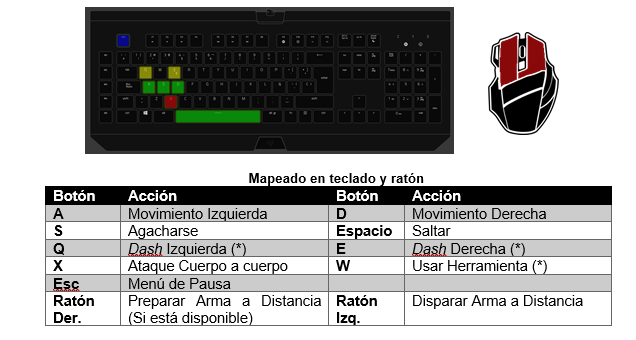 Mapeado en teclado y ratón
Botón Acción Botón Acción
A Movimiento Izquierda D Movimiento Derecha
S Agacharse Espacio Saltar
Q Dash Izquierda (*) E Dash Derecha (*)
X Ataque Cuerpo a cuerpo W Usar Herramienta (*)
Esc Menú de Pausa
Ratón Der. Preparar Arma a Distancia (Si está disponible) Ratón Izq. Disparar Arma a Distancia